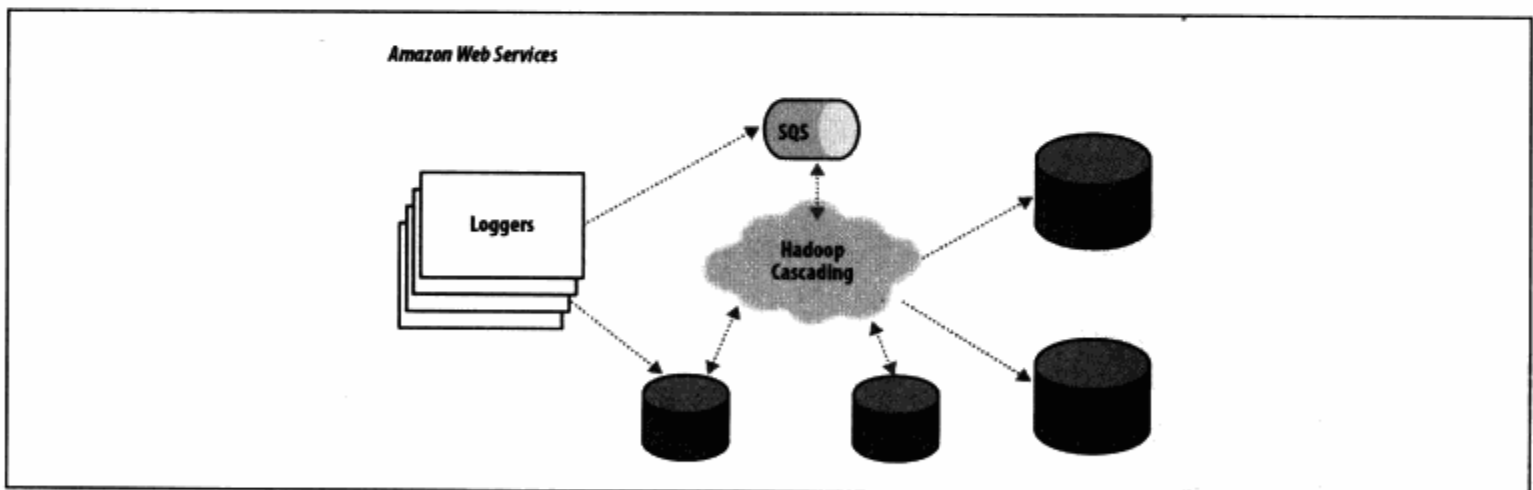 Amazon Web Services
SQS
Loggers
Hadoop
Cascading